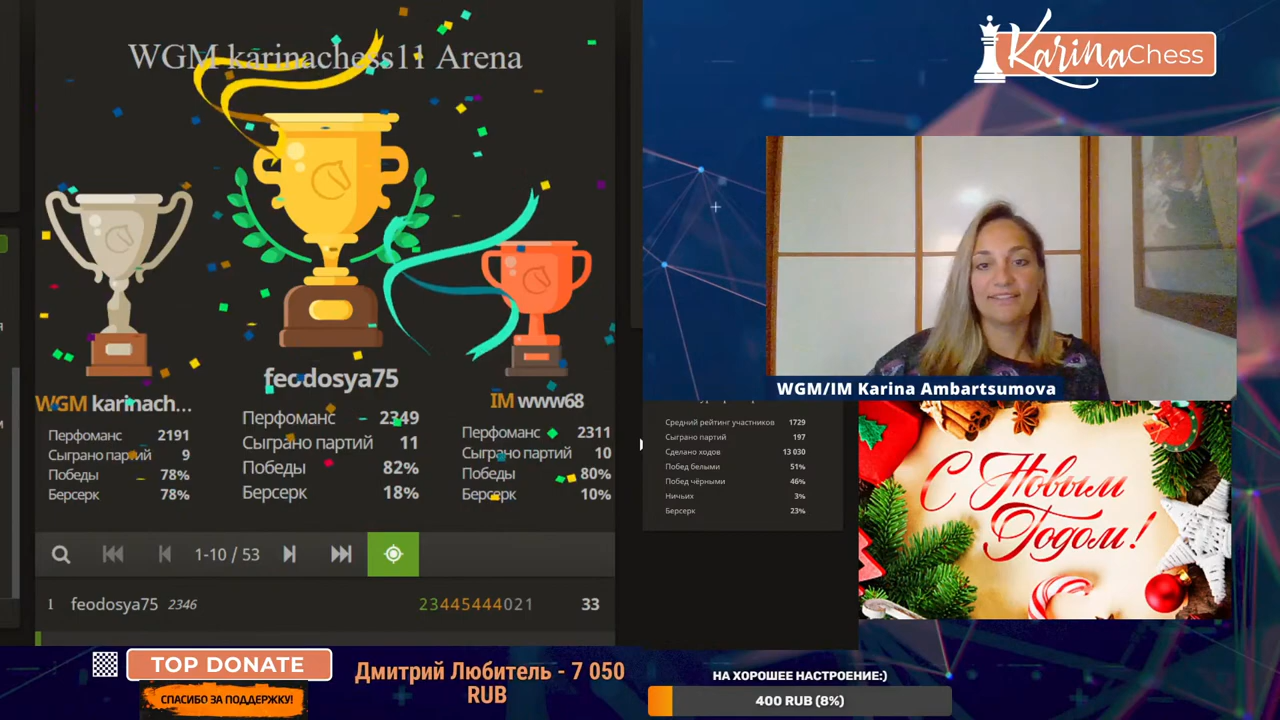 WGM karinachess11 Arena
feodosya75
Перфоманс 2349
Сыграно партий 11
Победы 82%
Берсерк 18%
WGM karinach...
Перфоманс 2191
Сыграно партий 9
Победы 78%
Берсерк 78%
IM www68
Перфоманс 2311
Сыграно партий 10
Победы 80%
Берсерк 10%
1-10 / 53
1 feodosya75 2346 23445444021 33
KarinaChess
WGM/IM Karina Ambartsumova
Средний рейтинг участников 1729
Сыграно партий 197
Сделано ходов 13 030
Побед белыми 51%
Побед чёрными 46%
Ничьих 3%
Берсерк 23%
С Новым
Годом!
TOP DONATE
СПАСИБО ЗА ПОДДЕРЖКУ!
Дмитрий Любитель - 7 050
RUB
НА ХОРОШЕЕ НАСТРОЕНИЕ:)
400 RUB (8%)